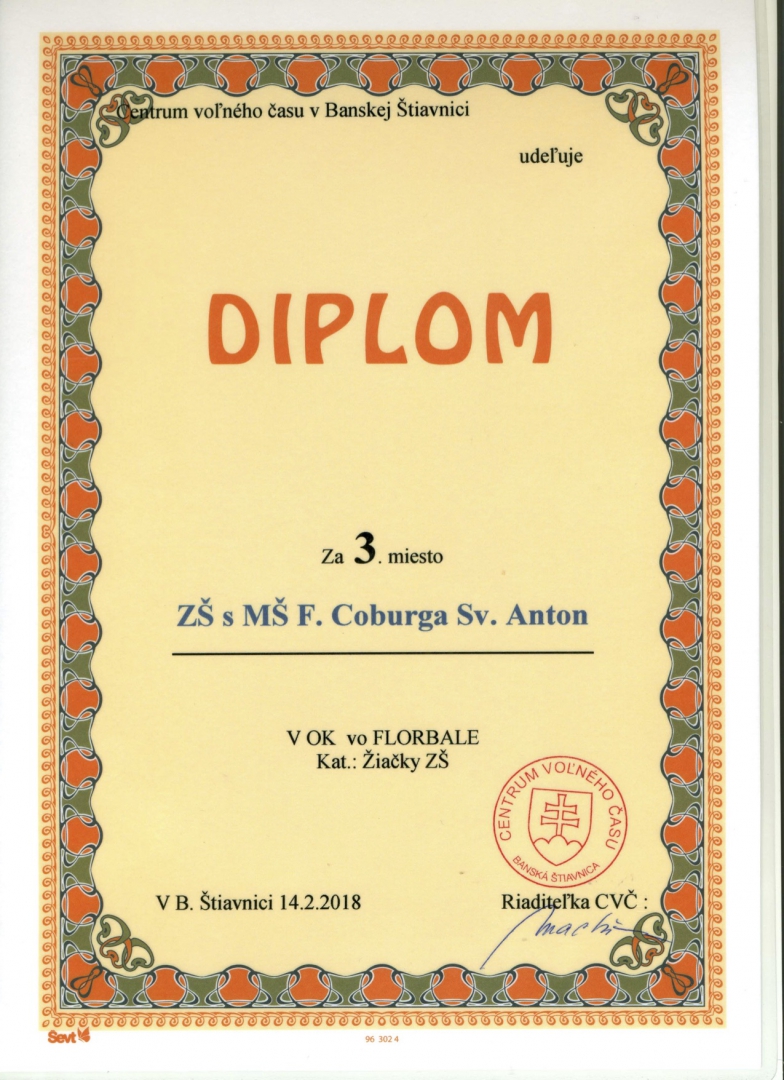 Centrum voľného času v Banskej Štiavnici
udeľuje
DIPLOM
Za 3. miesto
ZŠ s MŠ F. Coburga Sv. Anton
V OK vo FLORBALE
Kat.: Žiačky ZŠ
CENTRUM VOĽNÉHO ČASU
BANSKÁ ŠTIAVNICA
V B. Štiavnici 14.2.2018
Riaditeľka CVČ :
Ševt
96 302 4